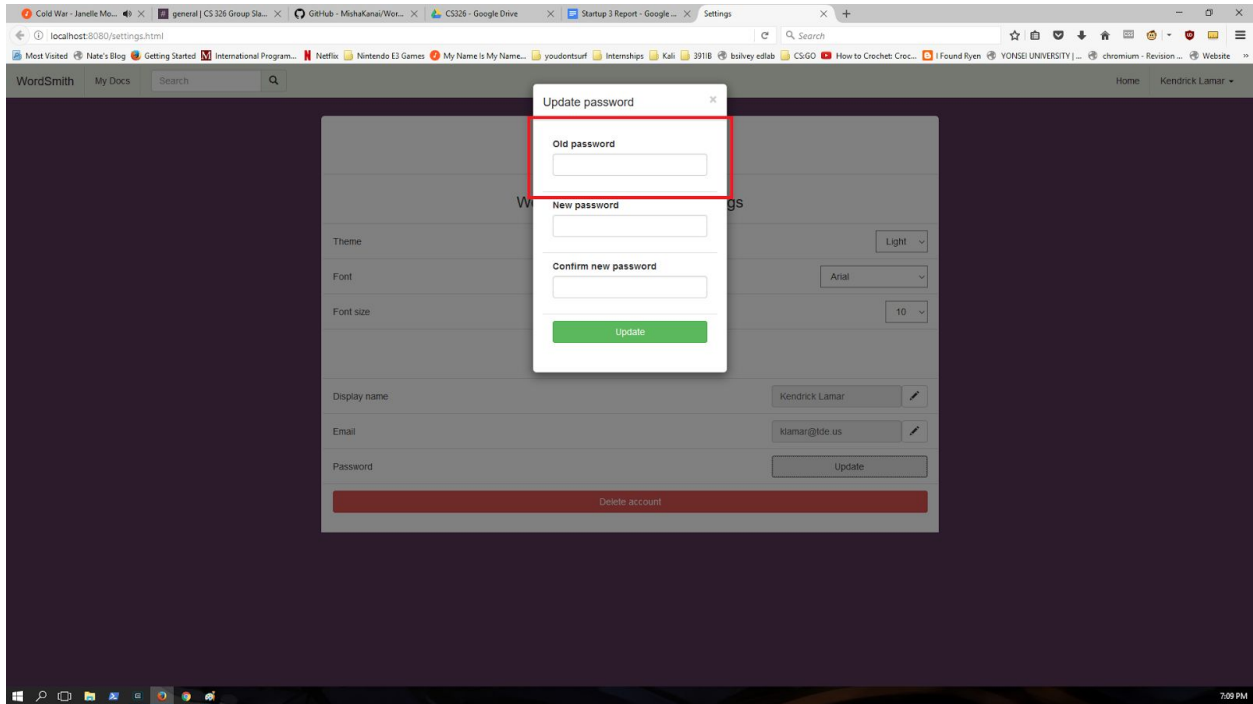 Cold War - Janelle Mo...
general | CS 326 Group Sla...
GitHub - MishaKanai/Wor...
CS326 - Google Drive
Startup 3 Report - Google ...
Settings
localhost:8080/settings.html
Search
Most Visited
Nate's Blog
Getting Started
International Program...
Netflix
Nintendo E3 Games
My Name Is My Name...
youdontsurf
Internships
Kali
391IB
bsilvey edlab
CS:GO
How to Crochet: Croc...
I Found Ryen
YONSEI UNIVERSITY | ...
chromium - Revision ...
Website
WordSmith
My Docs
Search
Home
Kendrick Lamar
Update password
Old password
New password
Confirm new password
Update
W
gs
Theme
Light
Font
Arial
Font size
10
Display name
Kendrick Lamar
Email
klamar@tde.us
Password
Update
Delete account
7:09 PM